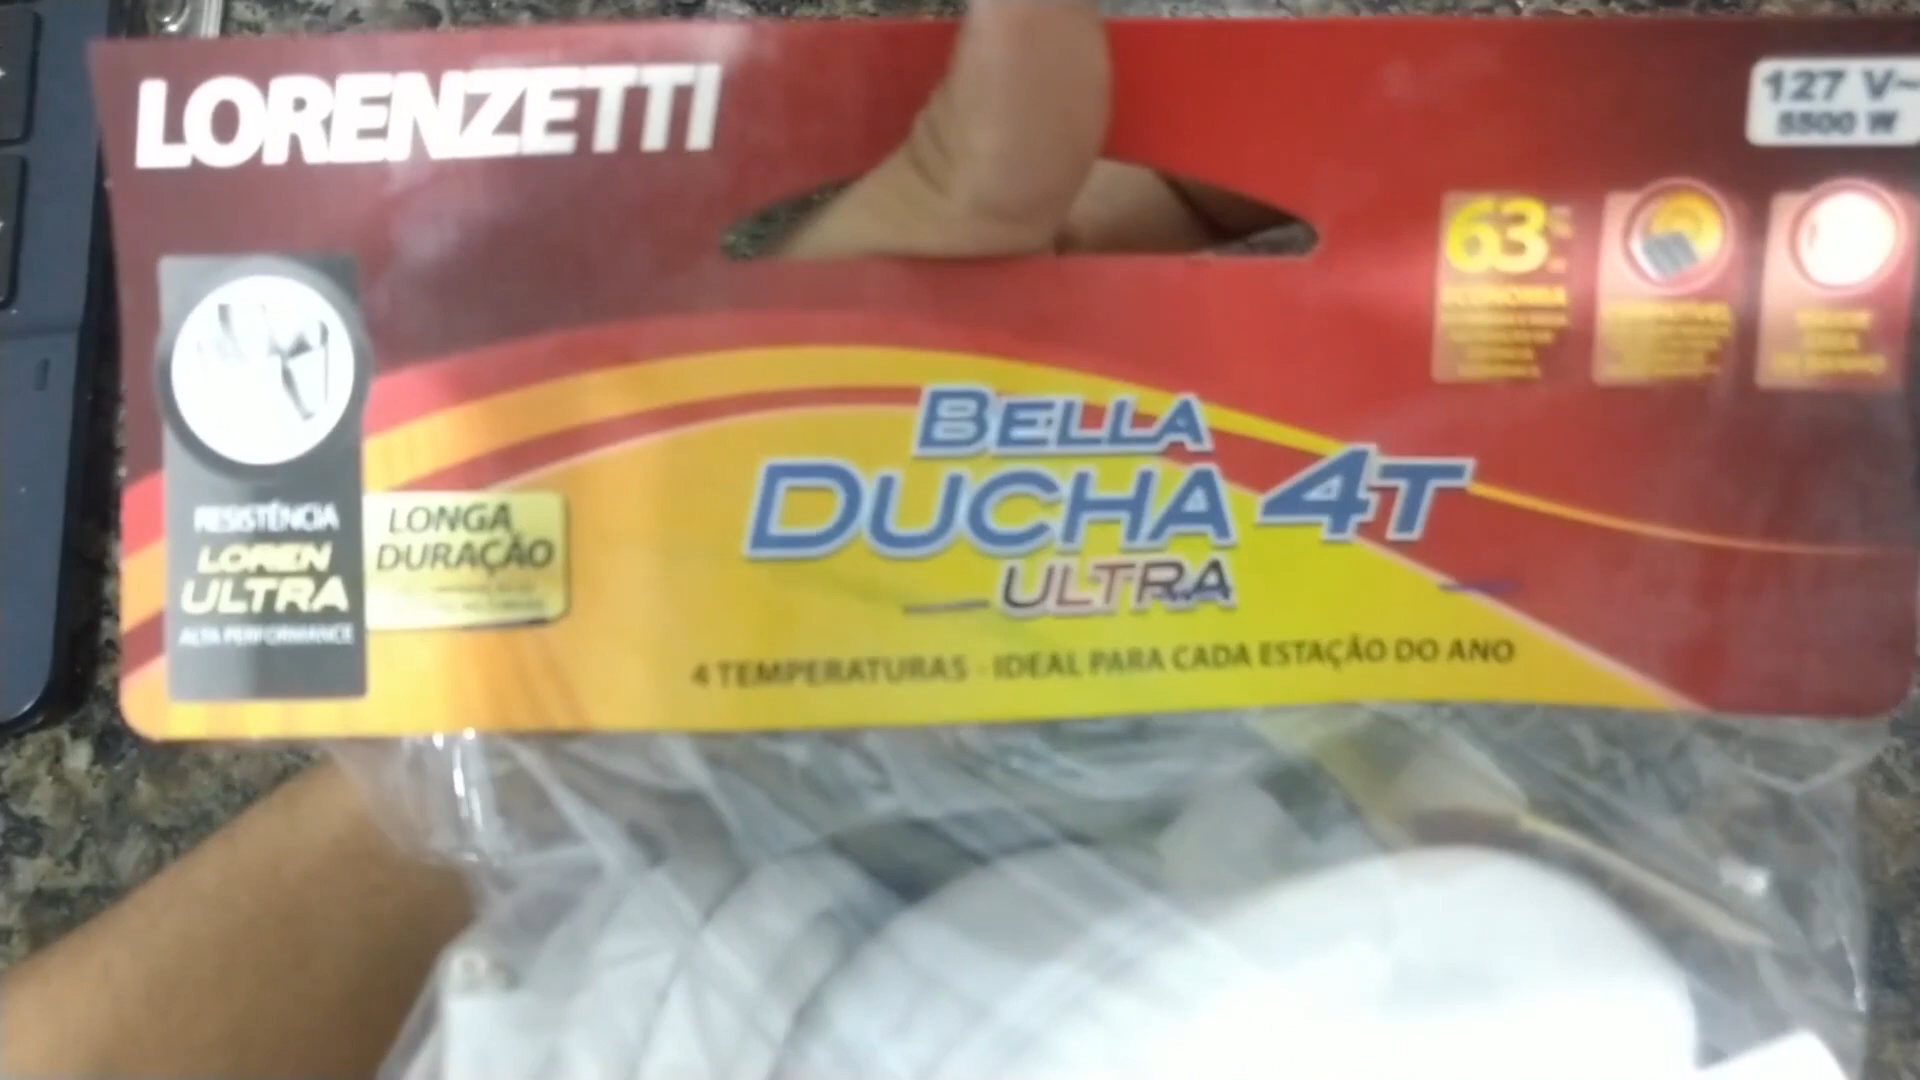 LORENZETTI
127 V~
5500 W
63%
ECONOMIA
RESISTÊNCIA
LOREN
ULTRA
ALTA PERFORMANCE
LONGA
DURAÇÃO
BELLA
DUCHA 4T
ULTRA
4 TEMPERATURAS - IDEAL PARA CADA ESTAÇÃO DO ANO